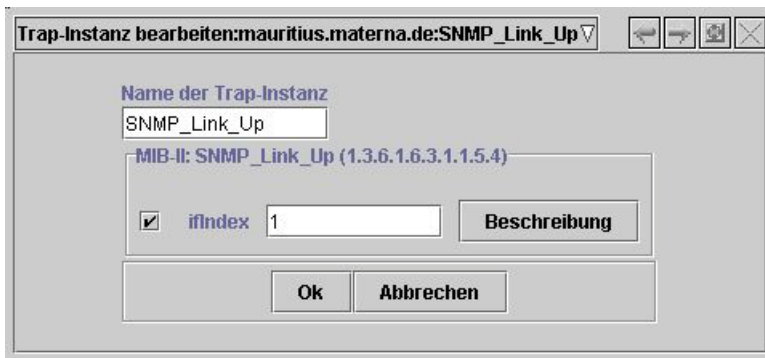 Trap-Instanz bearbeiten:mauritius.materna.de:SNMP_Link_Up
Name der Trap-Instanz
SNMP_Link_Up
MIB-II: SNMP_Link_Up (1.3.6.1.6.3.1.1.5.4)
ifIndex 1 Beschreibung
Ok Abbrechen